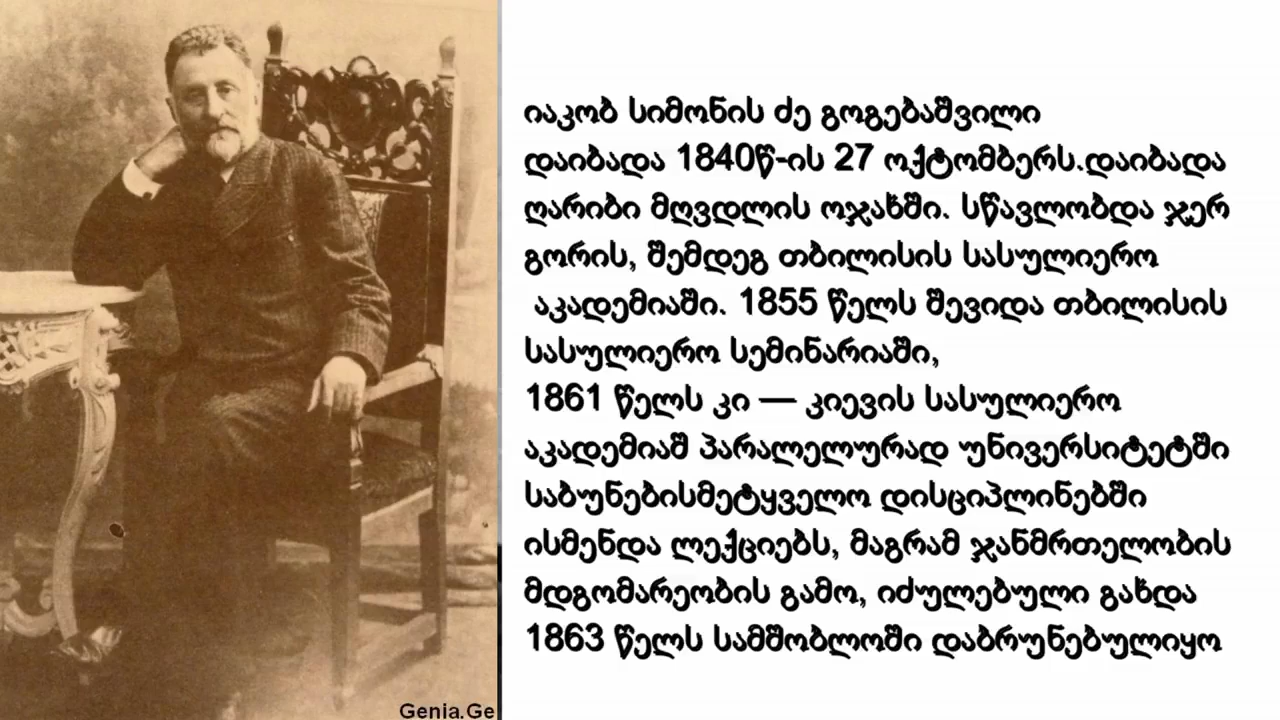 იაკობ სიმონის ძე გოგებაშვილი
დაიბადა 1840წ-ის 27 ოქტომბერს.დაიბადა
ღარიბი მღვდლის ოჯახში. სწავლობდა ჯერ
გორის, შემდეგ თბილისის სასულიერო
აკადემიაში. 1855 წელს შევიდა თბილისის
სასულიერო სემინარიაში,
1861 წელს კი — კიევის სასულიერო
აკადემიაშ პარალელურად უნივერსიტეტში
საბუნებისმეტყველო დისციპლინებში
ისმენდა ლექციებს, მაგრამ ჯანმრთელობის
მდგომარეობის გამო, იძულებული გახდა
1863 წელს სამშობლოში დაბრუნებულიყო
Genia.Ge